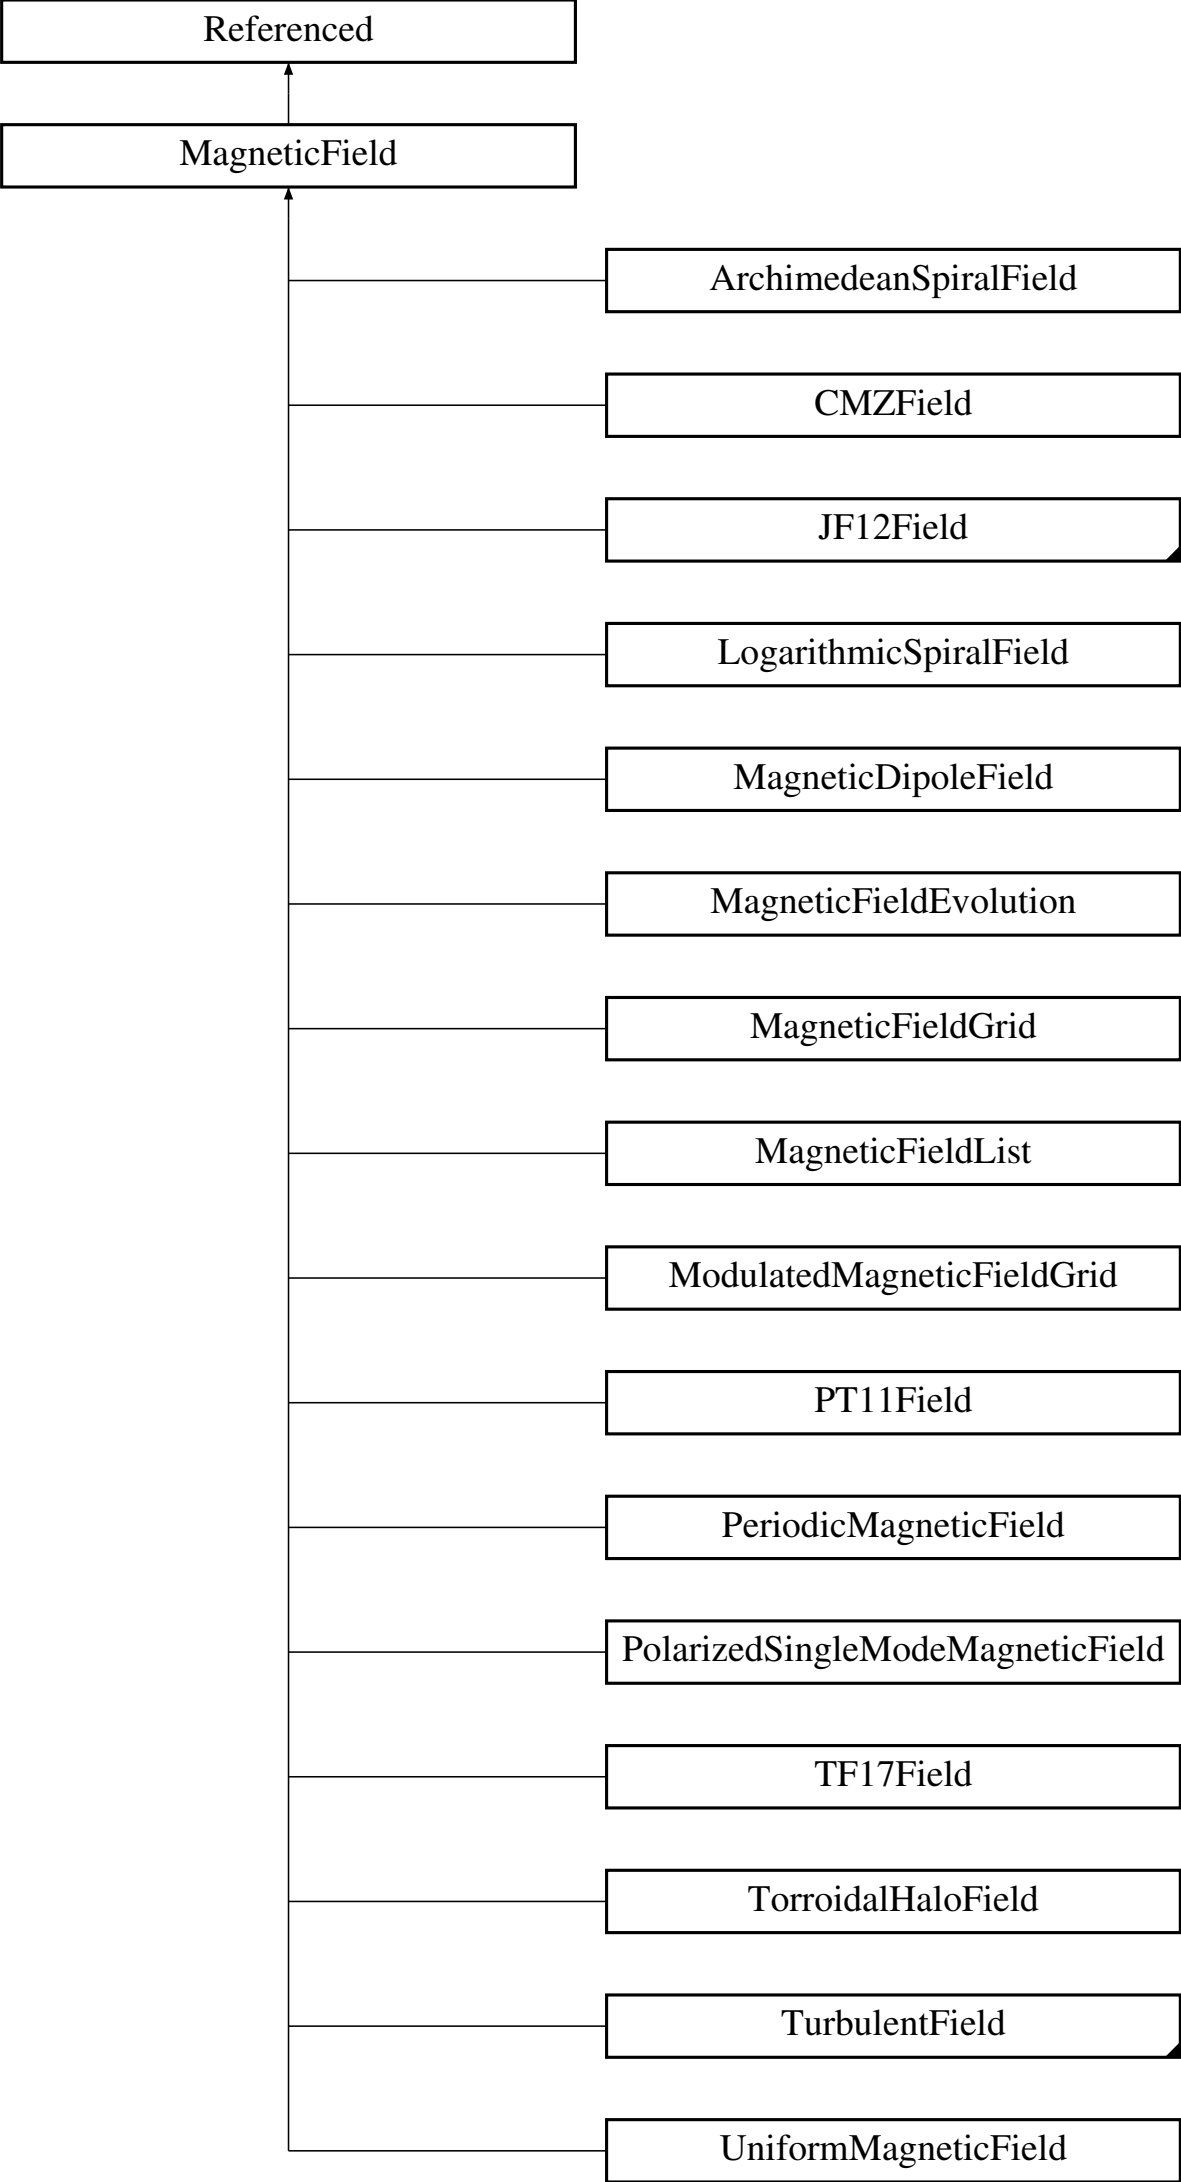 Referenced
MagneticField
ArchimedeanSpiralField
CMZField
JF12Field
LogarithmicSpiralField
MagneticDipoleField
MagneticFieldEvolution
MagneticFieldGrid
MagneticFieldList
ModulatedMagneticFieldGrid
PT11Field
PeriodicMagneticField
PolarizedSingleModeMagneticField
TF17Field
TorroidalHaloField
TurbulentField
UniformMagneticField